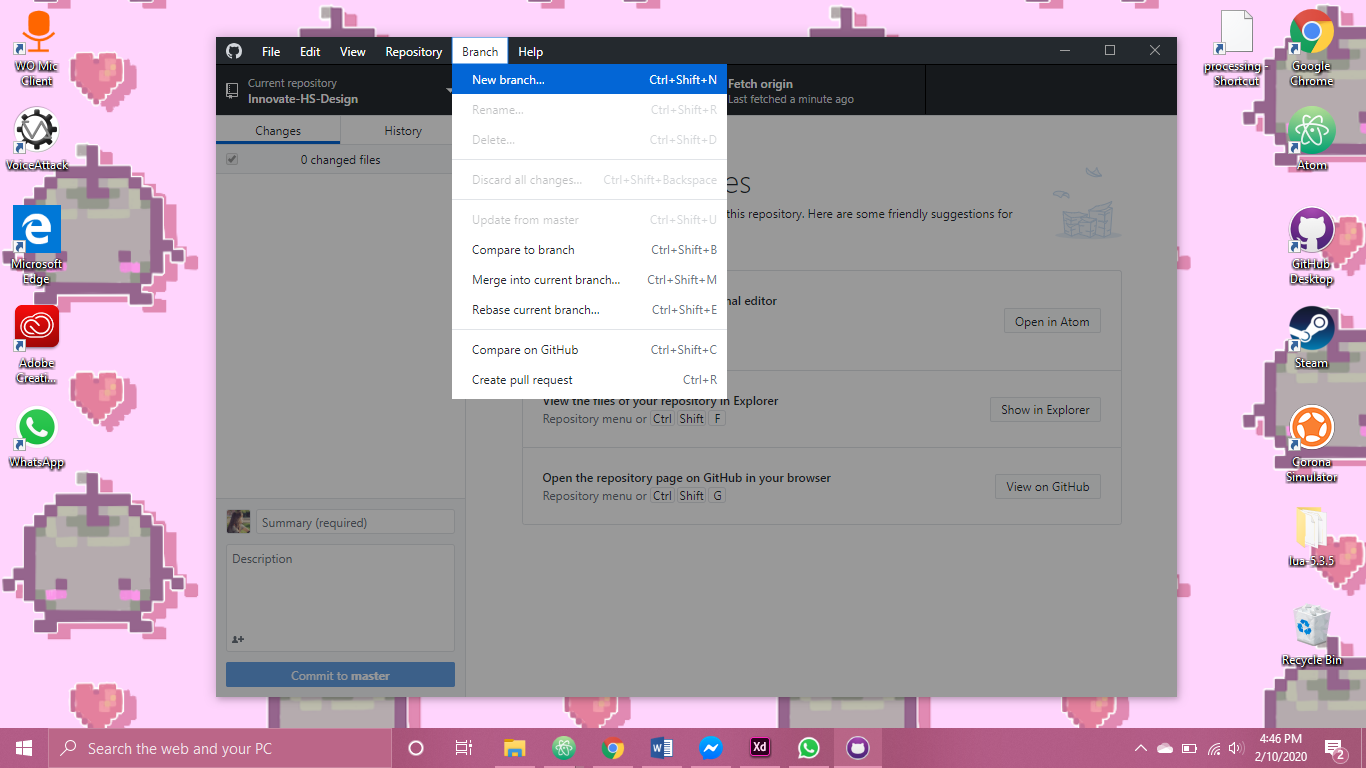 WO Mic
Client
VoiceAttack
Microsoft
Edge
Adobe
Creati...
WhatsApp
File Edit View Repository Branch Help
Current repository
Innovate-HS-Design
Fetch origin
Last fetched a minute ago
Changes History
0 changed files
New branch... Ctrl+Shift+N
Rename... Ctrl+Shift+R
Delete... Ctrl+Shift+D
Discard all changes... Ctrl+Shift+Backspace
Update from master Ctrl+Shift+U
Compare to branch Ctrl+Shift+B
Merge into current branch... Ctrl+Shift+M
Rebase current branch... Ctrl+Shift+E
Compare on GitHub Ctrl+Shift+C
Create pull request Ctrl+R
this repository. Here are some friendly suggestions for
editor
Open in Atom
View the files of your repository in Explorer
Repository menu or Ctrl Shift F
Show in Explorer
Open the repository page on GitHub in your browser
Repository menu or Ctrl Shift G
View on GitHub
Summary (required)
Description
Commit to master
processing -
Shortcut
Google
Chrome
Atom
GitHub
Desktop
Steam
Corona
Simulator
lua-5.3.5
Recycle Bin
Search the web and your PC
Xd
4:46 PM
2/10/2020
2